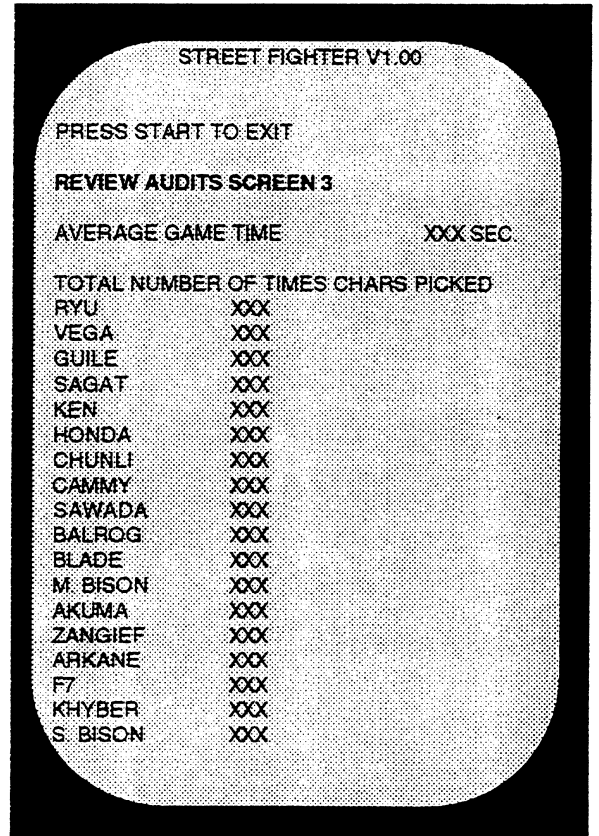 STREET FIGHTER V1.00
PRESS START TO EXIT
REVIEW AUDITS SCREEN 3
AVERAGE GAME TIME XXX SEC.
TOTAL NUMBER OF TIMES CHARS PICKED
RYU XXX
VEGA XXX
GUILE XXX
SAGAT XXX
KEN XXX
HONDA XXX
CHUNLI XXX
CAMMY XXX
SAWADA XXX
BALROG XXX
BLADE XXX
M. BISON XXX
AKUMA XXX
ZANGIEF XXX
ARKANE XXX
F7 XXX
KHYBER XXX
S. BISON XXX